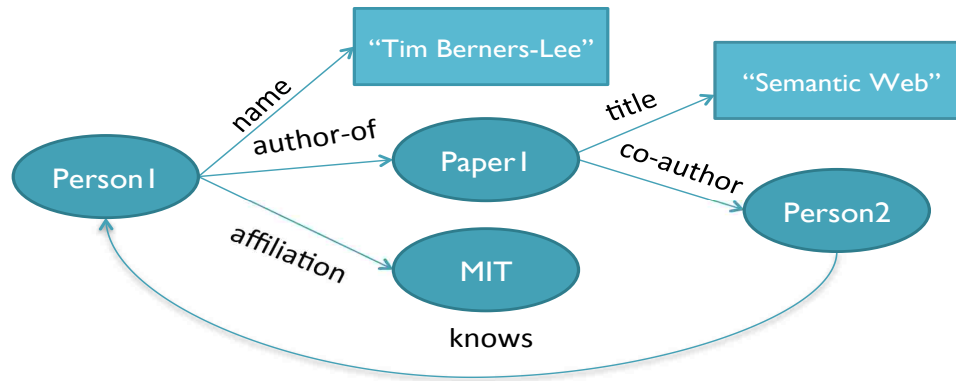 “Tim Berners-Lee”
“Semantic Web”
name
title
author-of
co-author
Person1
Paper1
Person2
affiliation
MIT
knows